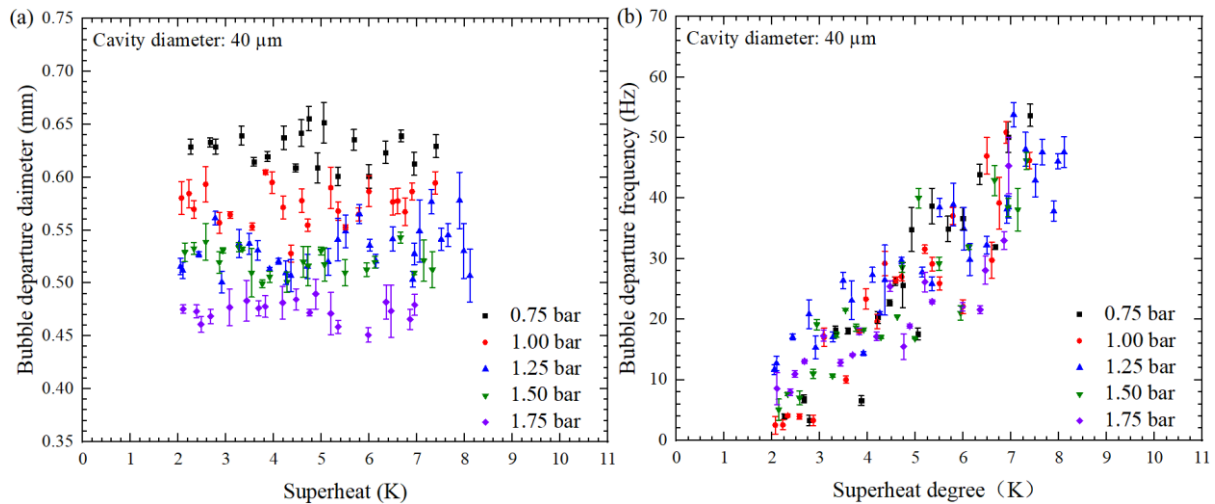 (a)
Cavity diameter: 40 µm
Bubble departure diameter (mm)
0.75
0.70
0.65
0.60
0.55
0.50
0.45
0.40
0.35
0.75 bar
1.00 bar
1.25 bar
1.50 bar
1.75 bar
0 1 2 3 4 5 6 7 8 9 10 11
Superheat (K)
(b)
Cavity diameter: 40 µm
Bubble departure frequency (Hz)
70
60
50
40
30
20
10
0
0.75 bar
1.00 bar
1.25 bar
1.50 bar
1.75 bar
0 1 2 3 4 5 6 7 8 9 10 11
Superheat degree（K）